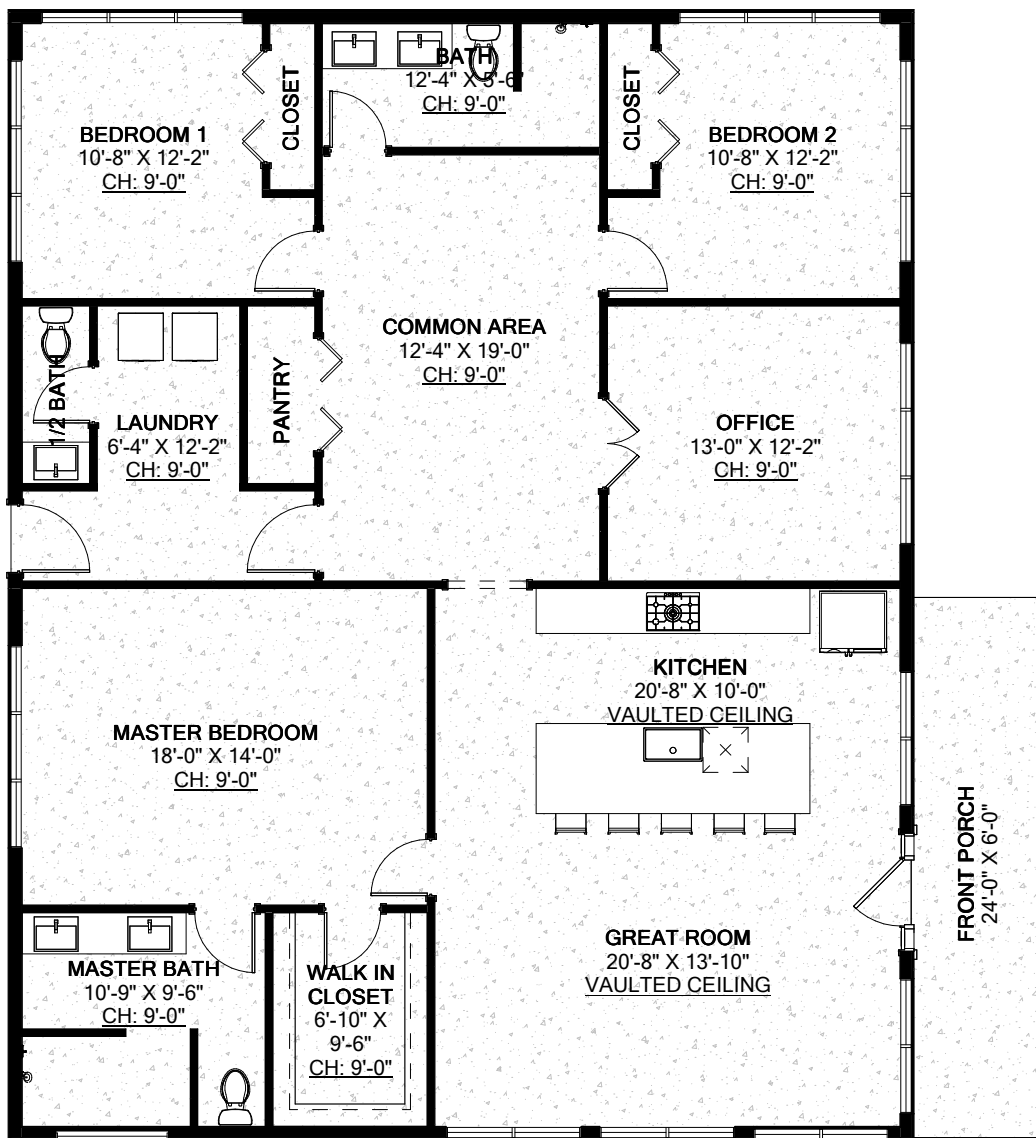 BEDROOM 1
10'-8" X 12'-2"
CH: 9'-0"
CLOSET
BATH
12'-4" X 5'-6"
CH: 9'-0"
CLOSET
BEDROOM 2
10'-8" X 12'-2"
CH: 9'-0"
COMMON AREA
12'-4" X 19'-0"
CH: 9'-0"
1/2 BATH
LAUNDRY
6'-4" X 12'-2"
CH: 9'-0"
PANTRY
OFFICE
13'-0" X 12'-2"
CH: 9'-0"
KITCHEN
20'-8" X 10'-0"
VAULTED CEILING
MASTER BEDROOM
18'-0" X 14'-0"
CH: 9'-0"
FRONT PORCH
24'-0" X 6'-0"
GREAT ROOM
20'-8" X 13'-10"
VAULTED CEILING
MASTER BATH
10'-9" X 9'-6"
CH: 9'-0"
WALK IN
CLOSET
6'-10" X
9'-6"
CH: 9'-0"